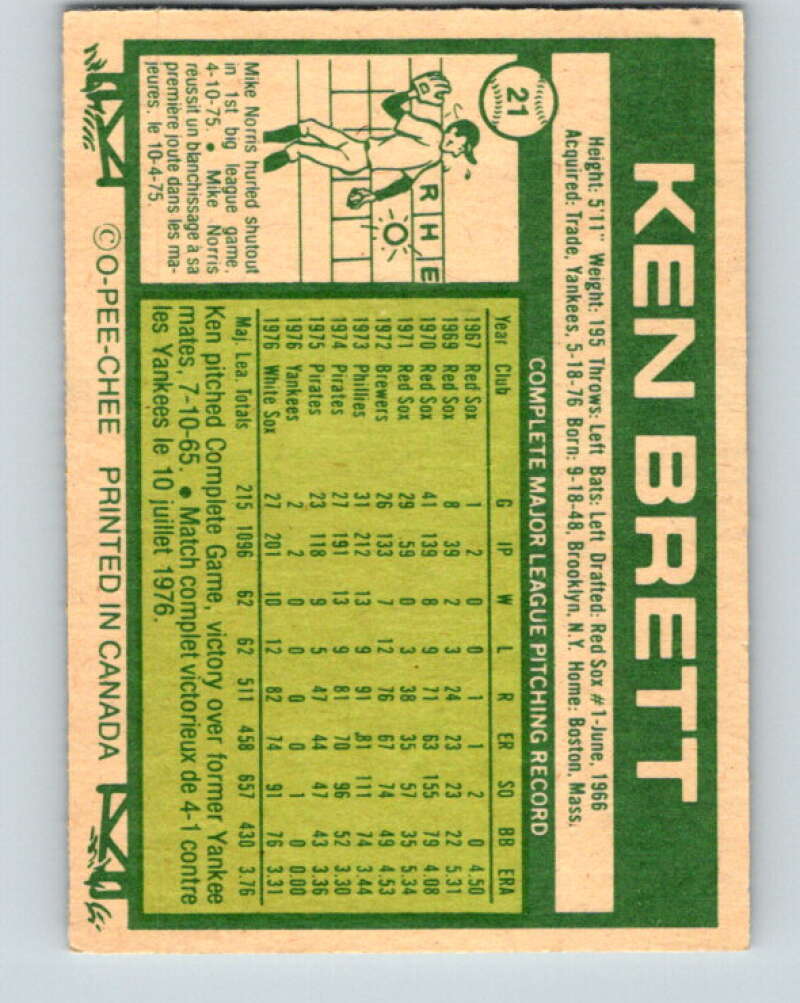 21
KEN BRETT
Height: 5'11" Weight: 195 Throws: Left Bats: Left Drafted: Red Sox #1-June, 1966
Acquired: Trade, Yankees, 5-18-76 Born: 9-18-48, Brooklyn, N.Y. Home: Boston, Mass.
COMPLETE MAJOR LEAGUE PITCHING RECORD
Year Club G IP W L R ER SO BB ERA
1967 Red Sox 1 2 0 0 1 1 2 0 4.50
1969 Red Sox 8 39 2 3 24 23 23 22 5.31
1970 Red Sox 41 139 8 9 71 63 155 79 4.08
1971 Red Sox 29 59 0 3 38 35 57 35 5.34
1972 Brewers 26 133 7 12 76 67 74 49 4.53
1973 Phillies 31 212 13 9 91 81 111 74 3.44
1974 Pirates 27 191 13 9 81 70 96 52 3.30
1975 Pirates 23 118 9 5 47 44 47 43 3.36
1976 Yankees 2 2 0 0 0 0 1 0 0.00
1976 White Sox 27 201 10 12 82 74 91 76 3.31
Maj. Lea. Totals 215 1096 62 62 511 458 657 430 3.76
Ken pitched Complete Game, victory over former Yankee
mates, 7-10-65. • Match complet victorieux de 4-1 contre
les Yankees le 10 juillet 1976.
R H E
O
Mike Norris hurled shutout
in 1st big league game,
4-10-75. • Mike Norris
réussit un blanchissage à sa
première joute dans les ma-
jeures, le 10-4-75.
©O-PEE-CHEE PRINTED IN CANADA